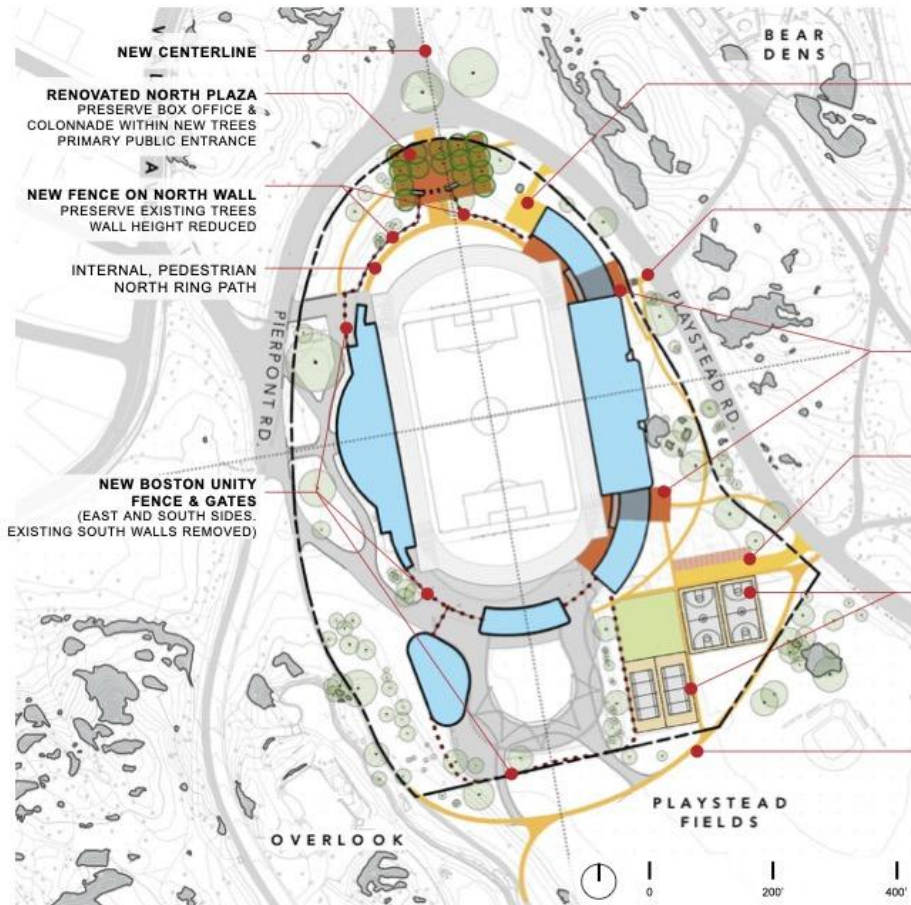 BEAR
DENS
NEW CENTERLINE
RENOVATED NORTH PLAZA
PRESERVE BOX OFFICE &
COLONNADE WITHIN NEW TREES
PRIMARY PUBLIC ENTRANCE
NEW FENCE ON NORTH WALL
PRESERVE EXISTING TREES
WALL HEIGHT REDUCED
INTERNAL, PEDESTRIAN
NORTH RING PATH
PIERPONT RD.
PLAYSTEAD RD
NEW BOSTON UNITY
FENCE & GATES
(EAST AND SOUTH SIDES.
EXISTING SOUTH WALLS REMOVED)
PLAYSTEAD
FIELDS
OVERLOOK
0 200' 400'